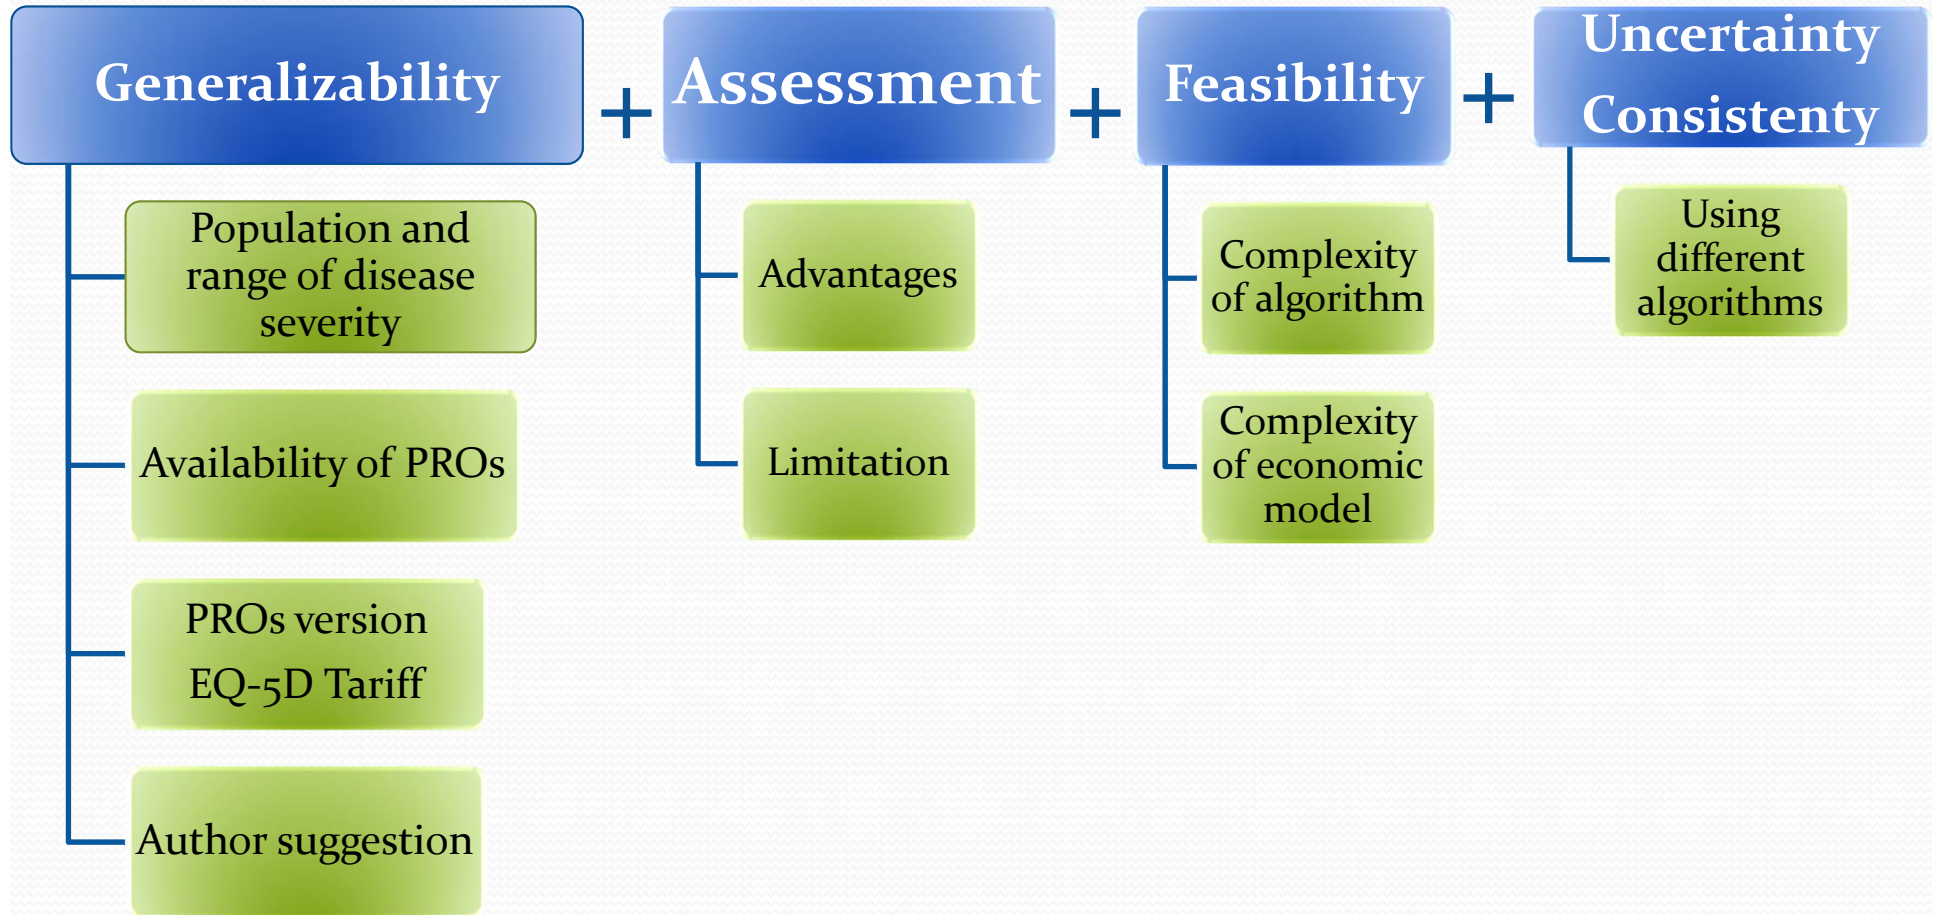 Generalizability
+
Assessment
+
Feasibility
+
Uncertainty
Consistenty
Population and
range of disease
severity
Availability of PROs
PROs version
EQ-5D Tariff
Author suggestion
Advantages
Limitation
Complexity
of algorithm
Complexity
of economic
model
Using
different
algorithms